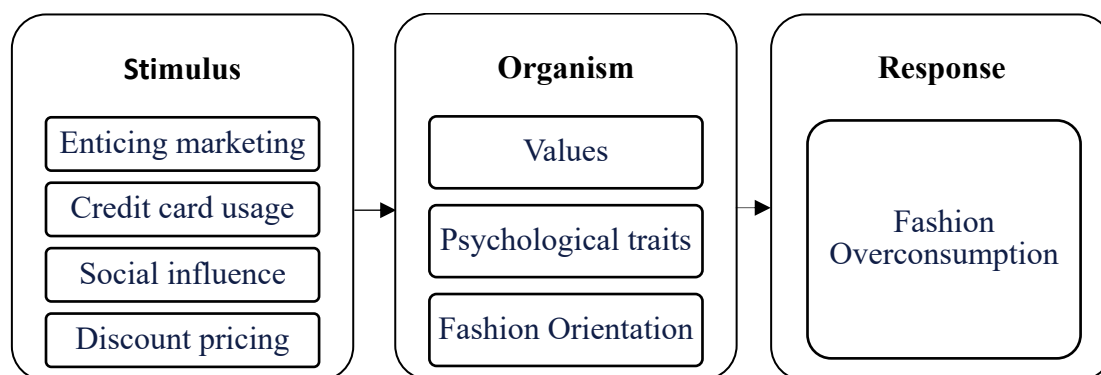 Stimulus
Enticing marketing
Credit card usage
Social influence
Discount pricing
Organism
Values
Psychological traits
Fashion Orientation
Response
Fashion
Overconsumption